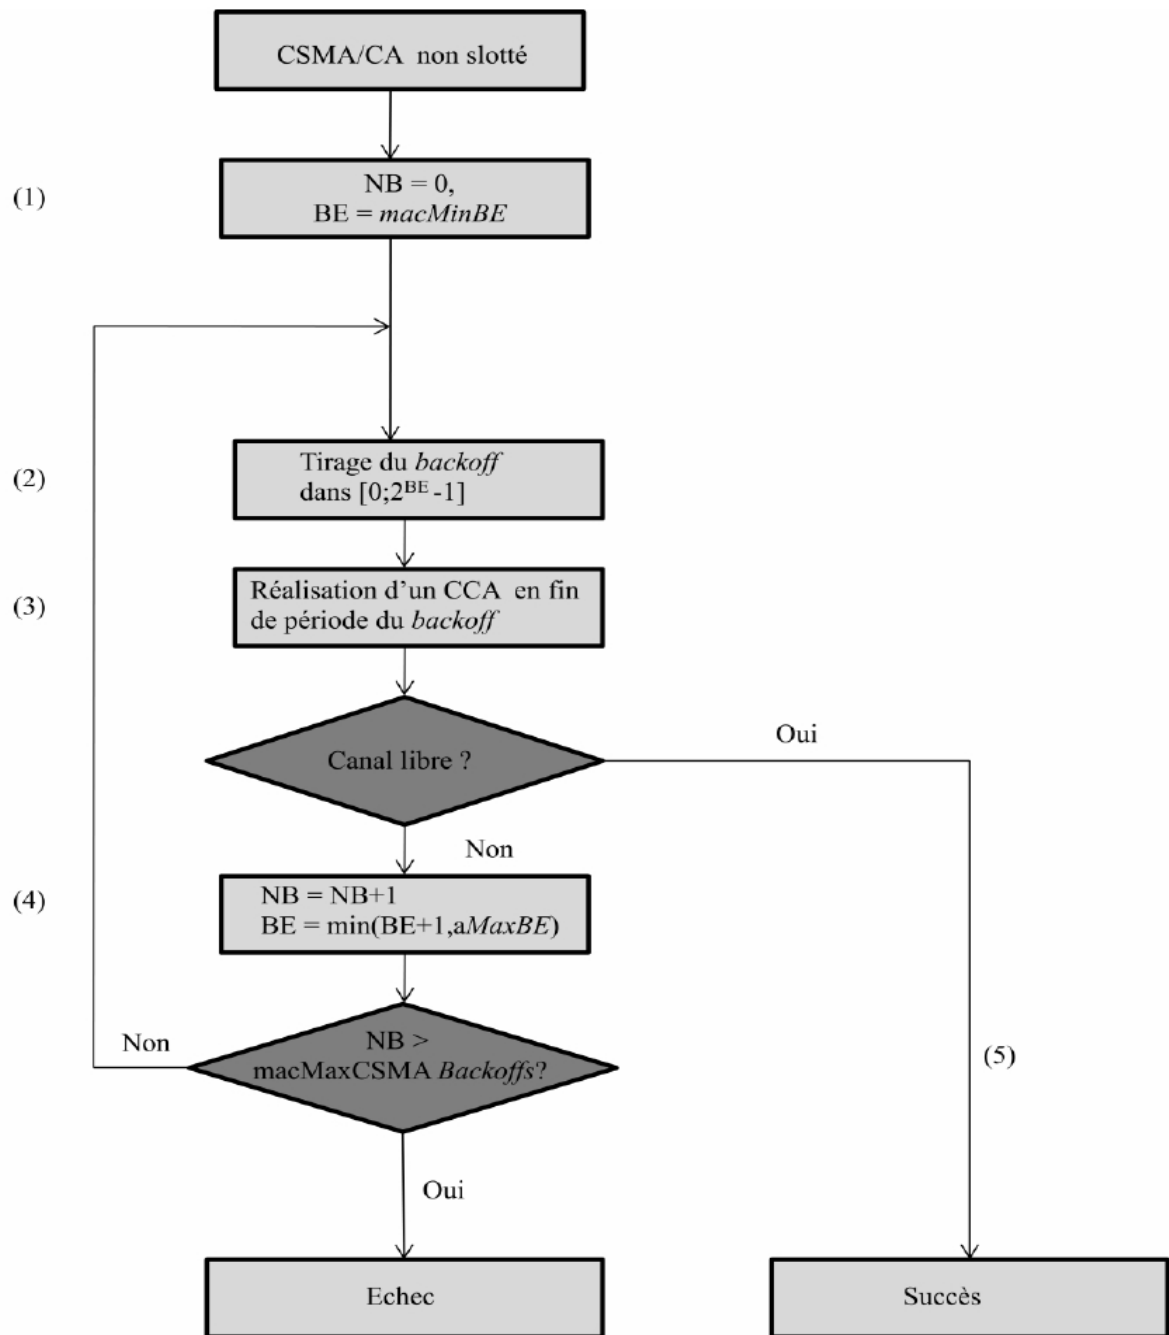 CSMA/CA non slotté
(1)
NB = 0,
BE = macMinBE
(2)
Tirage du backoff
dans [0;2^BE -1]
(3)
Réalisation d'un CCA en fin
de période du backoff
Canal libre ?
Oui
Non
(4)
NB = NB+1
BE = min(BE+1,aMaxBE)
Non
NB >
macMaxCSMA Backoffs?
(5)
Oui
Echec
Succès